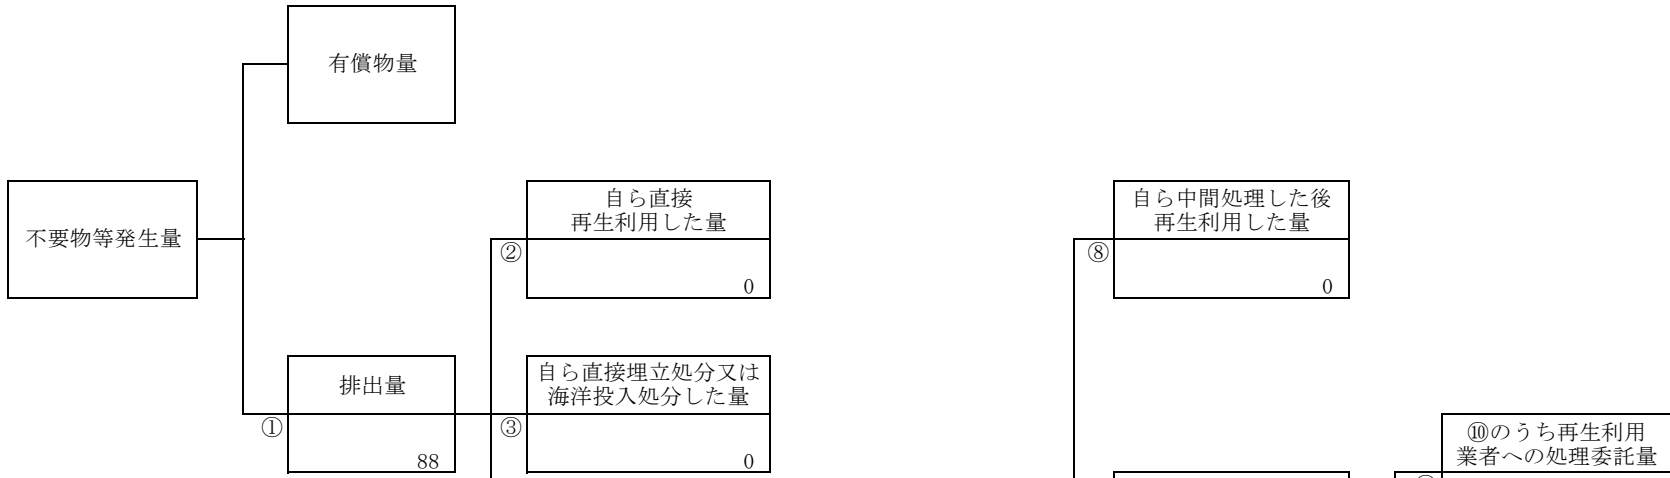 有償物量
不要物等発生量
自ら直接
再生利用した量
②
0
自ら中間処理した後
再生利用した量
⑧
0
排出量
①
88
自ら直接埋立処分又は
海洋投入処分した量
③
0
⑩のうち再生利用
業者への処理委託量